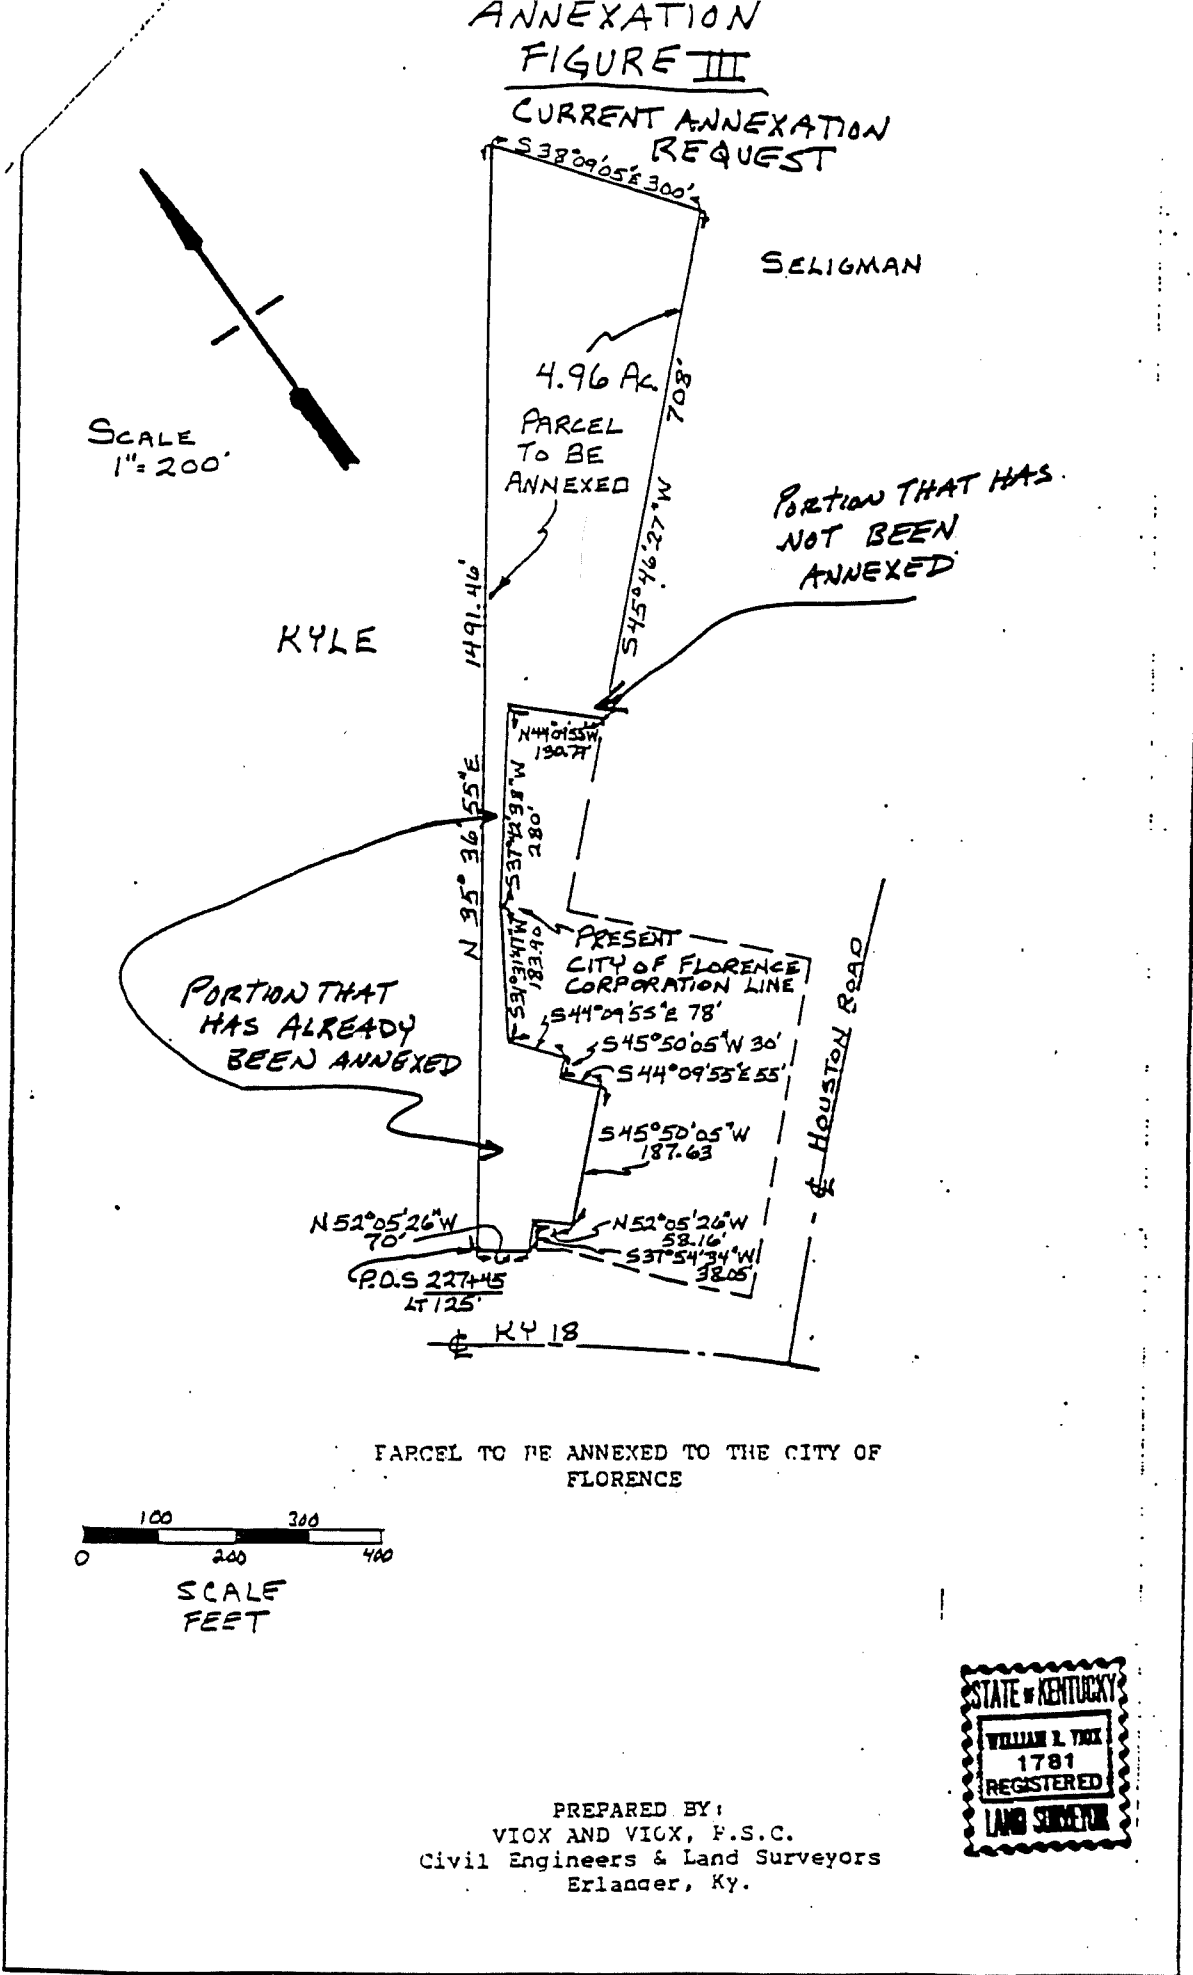 ANNEXATION
FIGURE III
CURRENT ANNEXATION
REQUEST
S38°09'05"E 300'
SELIGMAN
4.96 Ac.
PARCEL
TO BE
ANNEXED
708'
S45°46'27"W
SCALE
1"=200'
PORTION THAT HAS
NOT BEEN
ANNEXED
1491.46'
KYLE
N 35° 36' 55" E
N44°09'55"W
130.77
280'
183.90
PRESENT
CITY OF FLORENCE
CORPORATION LINE
PORTION THAT
HAS ALREADY
BEEN ANNEXED
S44°09'55"E 78'
S45°50'05"W 30'
S44°09'55"E 55'
S45°50'05"W
187.63
℄ HOUSTON ROAD
N52°05'26"W
70'
N52°05'26"W
58.16'
S37°54'34"W
38.05'
P.O.S 227+45
LT 125'
℄ KY 18
PARCEL TO BE ANNEXED TO THE CITY OF
FLORENCE
100 300
0 200 400
SCALE
FEET
STATE OF KENTUCKY
WILLIAM R. VIOX
1781
REGISTERED
LAND SURVEYOR
PREPARED BY:
VIOX AND VIOX, P.S.C.
Civil Engineers & Land Surveyors
Erlanger, Ky.